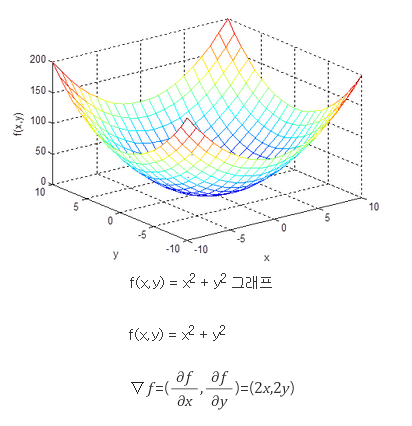 200
150
100
50
0
f(x,y)
10
5
0
-5
-10
y
-10
-5
0
5
10
x
f(x,y) = x² + y² 그래프
f(x,y) = x² + y²
▽f=(∂f/∂x,∂f/∂y)=(2x,2y)